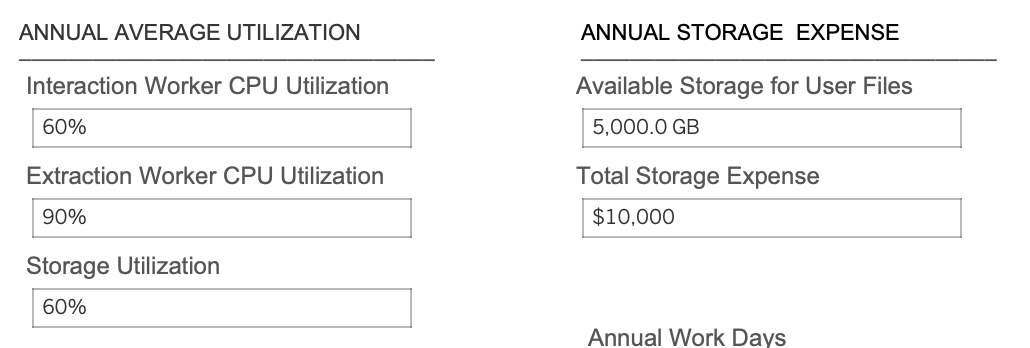 ANNUAL AVERAGE UTILIZATION
Interaction Worker CPU Utilization
60%
Extraction Worker CPU Utilization
90%
Storage Utilization
60%
ANNUAL STORAGE  EXPENSE
Available Storage for User Files
5,000.0 GB
Total Storage Expense
$10,000
Annual Work Days